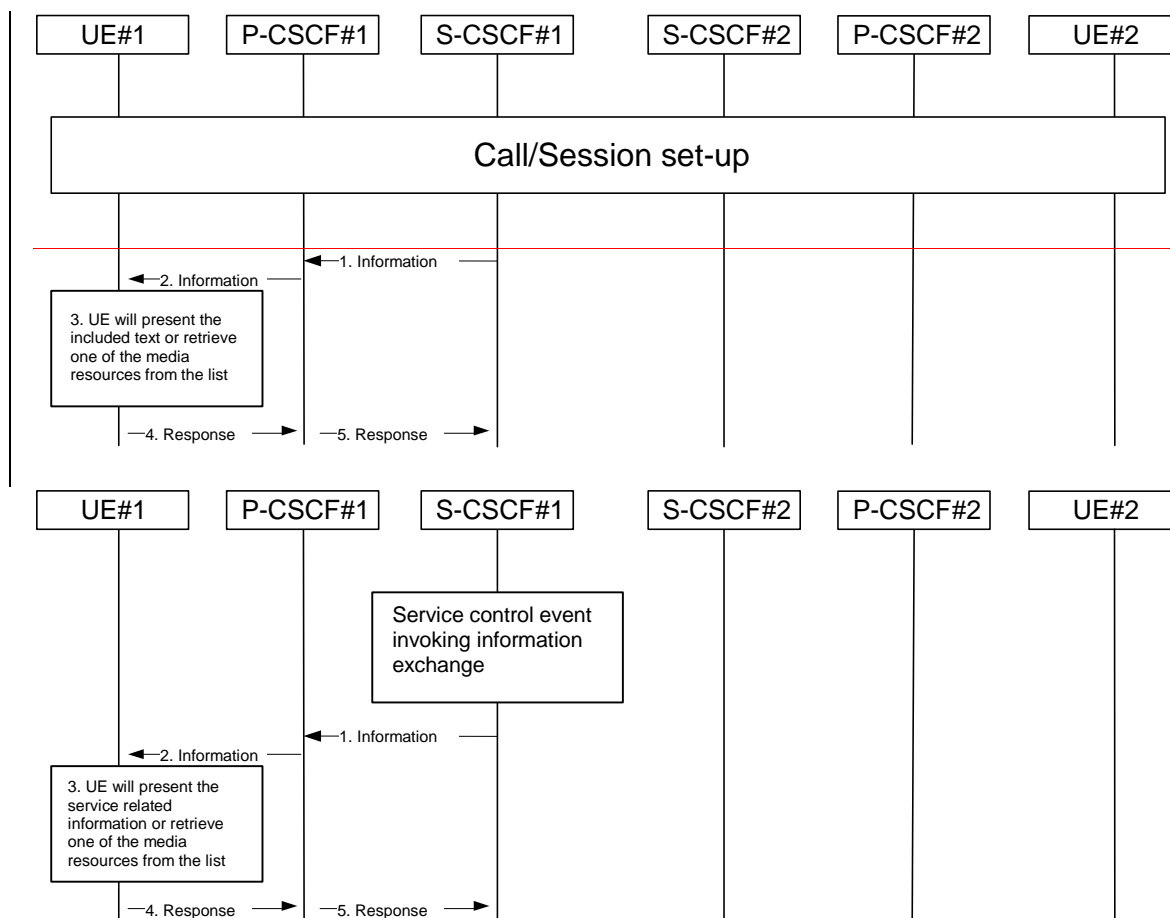 UE#1 P-CSCF#1 S-CSCF#1 S-CSCF#2 P-CSCF#2 UE#2
Call/Session set-up
1. Information
2. Information
3. UE will present the
included text or retrieve
one of the media
resources from the list
4. Response 5. Response
UE#1 P-CSCF#1 S-CSCF#1 S-CSCF#2 P-CSCF#2 UE#2
Service control event
invoking information
exchange
1. Information
2. Information
3. UE will present the
service related
information or retrieve
one of the media
resources from the list
4. Response 5. Response